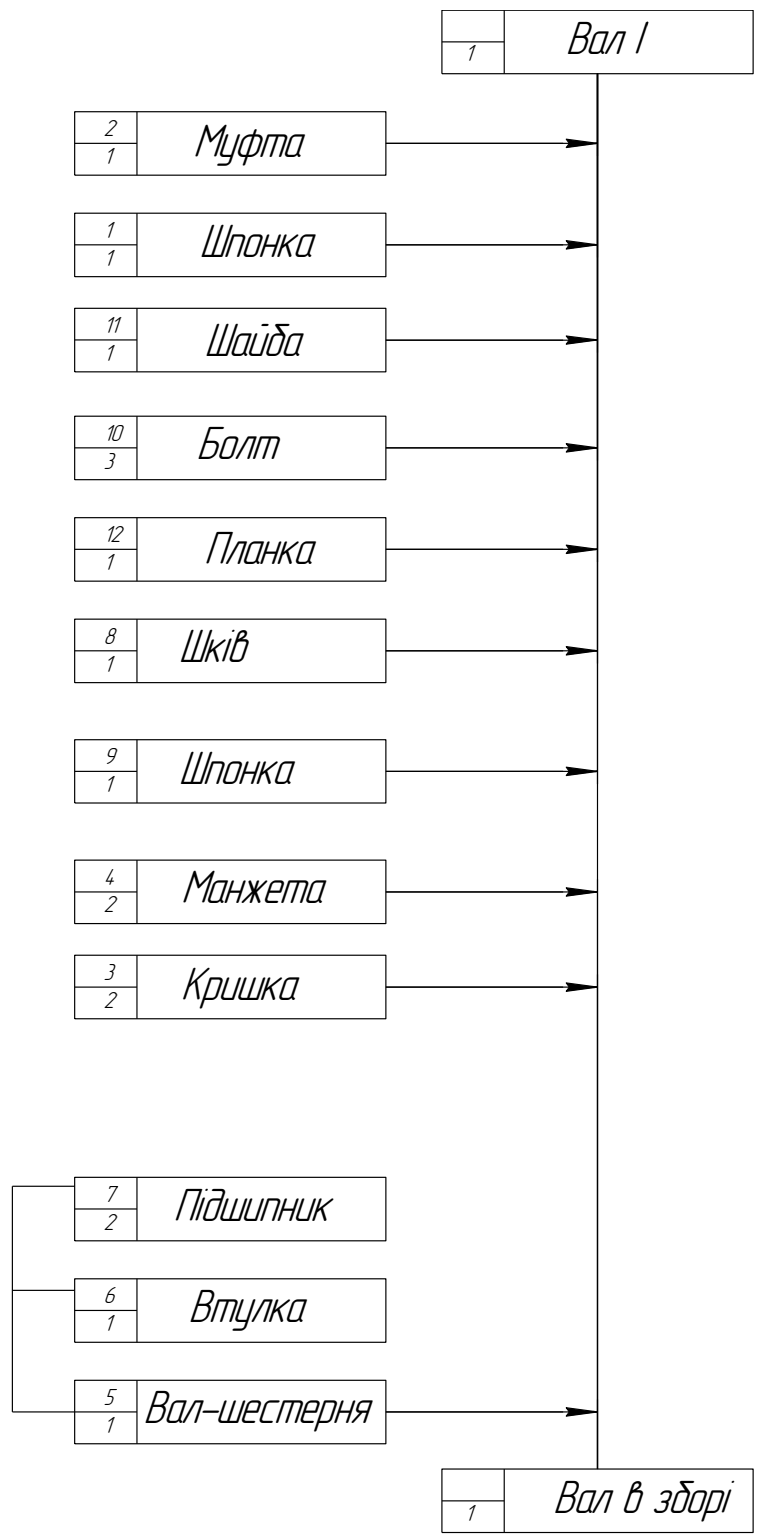 Вал I
1
2
1
Муфта
1
1
Шпонка
11
1
Шайба
10
3
Болт
12
1
Планка
8
1
Шків
9
1
Шпонка
4
2
Манжета
3
2
Кришка
7
2
Підшипник
6
1
Втулка
5
1
Вал-шестерня
1
Вал в зборі